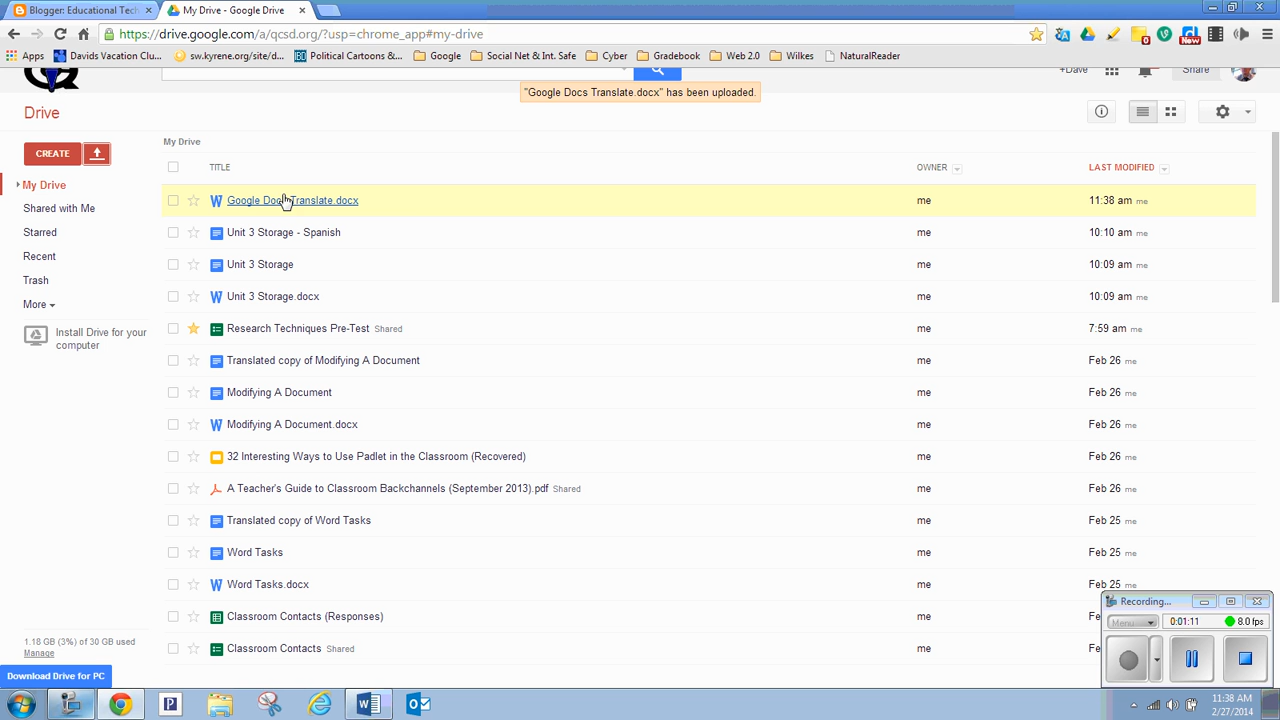 Blogger: Educational Tech
My Drive - Google Drive
https://drive.google.com/a/qcsd.org/?usp=chrome_app#my-drive
Apps
Davids Vacation Clu...
sw.kyrene.org/site/d...
Political Cartoons &...
Google
Social Net & Int. Safe
Cyber
Gradebook
Web 2.0
Wilkes
NaturalReader
New
+Dave
Share
"Google Docs Translate.docx" has been uploaded.
Drive
CREATE
My Drive
Shared with Me
Starred
Recent
Trash
More
Install Drive for your
computer
1.18 GB (3%) of 30 GB used
Manage
Download Drive for PC
My Drive
TITLE OWNER LAST MODIFIED
Google Docs Translate.docx me 11:38 am me
Unit 3 Storage - Spanish me 10:10 am me
Unit 3 Storage me 10:09 am me
Unit 3 Storage.docx me 10:09 am me
Research Techniques Pre-Test Shared me 7:59 am me
Translated copy of Modifying A Document me Feb 26 me
Modifying A Document me Feb 26 me
Modifying A Document.docx me Feb 26 me
32 Interesting Ways to Use Padlet in the Classroom (Recovered) me Feb 26 me
A Teacher's Guide to Classroom Backchannels (September 2013).pdf Shared me Feb 26 me
Translated copy of Word Tasks me Feb 25 me
Word Tasks me Feb 25 me
Word Tasks.docx me Feb 25 me
Classroom Contacts (Responses) me
Classroom Contacts Shared me
Recording...
Menu
0:01:11
8.0 fps
11:38 AM
2/27/2014